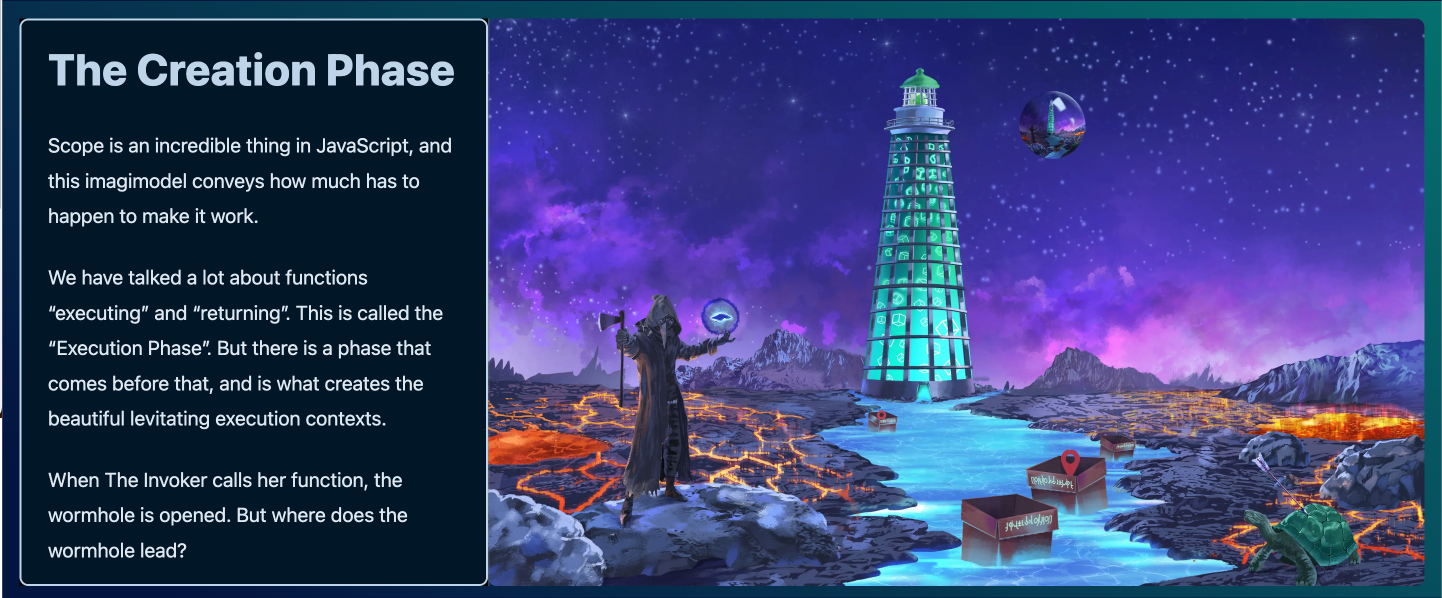 The Creation Phase
Scope is an incredible thing in JavaScript, and
this imagimodel conveys how much has to
happen to make it work.
We have talked a lot about functions
“executing” and “returning”. This is called the
“Execution Phase”. But there is a phase that
comes before that, and is what creates the
beautiful levitating execution contexts.
When The Invoker calls her function, the
wormhole is opened. But where does the
wormhole lead?